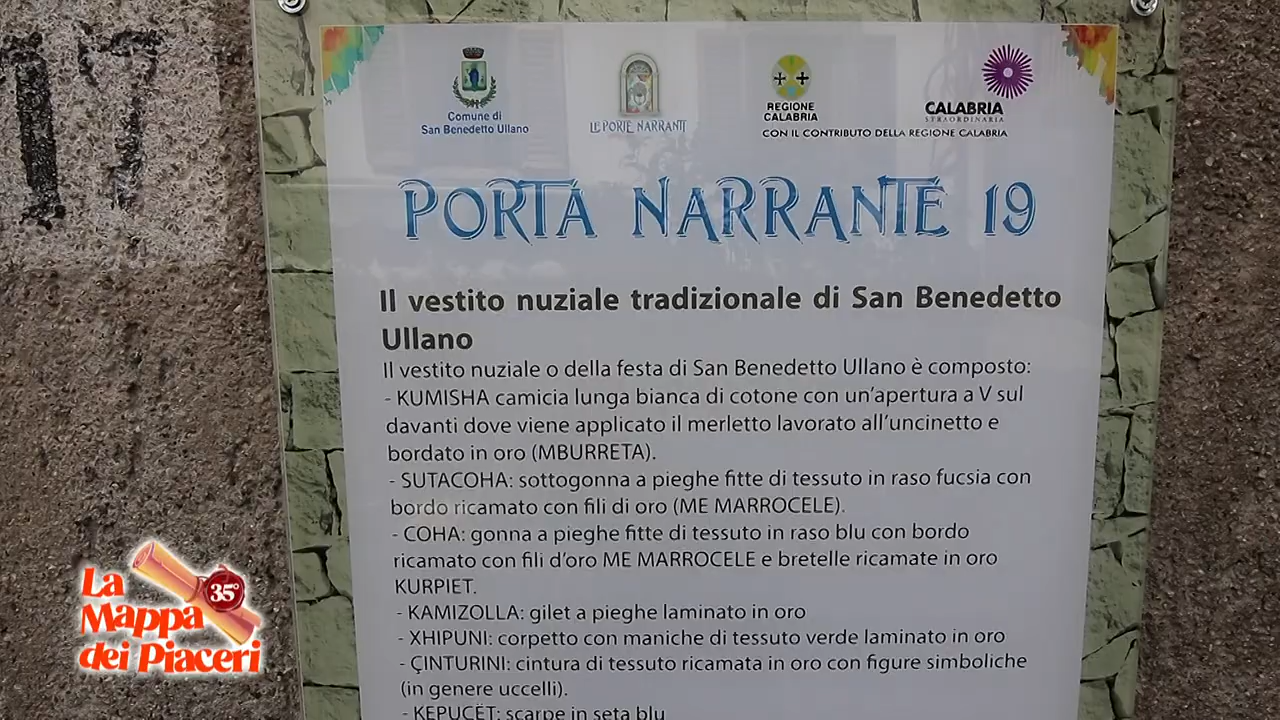 17
Comune di
San Benedetto Ullano
LE PORTE NARRANTI
REGIONE
CALABRIA
CALABRIA
STRAORDINARIA
CON IL CONTRIBUTO DELLA REGIONE CALABRIA
PORTA NARRANTE 19
Il vestito nuziale tradizionale di San Benedetto
Ullano
Il vestito nuziale o della festa di San Benedetto Ullano è composto:
- KUMISHA camicia lunga bianca di cotone con un'apertura a V sul
davanti dove viene applicato il merletto lavorato all'uncinetto e
bordato in oro (MBURRETA).
- SUTACOHA: sottogonna a pieghe fitte di tessuto in raso fucsia con
bordo ricamato con fili di oro (ME MARROCELE).
- COHA: gonna a pieghe fitte di tessuto in raso blu con bordo
ricamato con fili d'oro ME MARROCELE e bretelle ricamate in oro
KURPIET.
- KAMIZOLLA: gilet a pieghe laminato in oro
- XHIPUNI: corpetto con maniche di tessuto verde laminato in oro
- ÇINTURINI: cintura di tessuto ricamata in oro con figure simboliche
(in genere uccelli).
- KEPUCËT: scarpe in seta blu
La
Mappa
dei Piaceri
35°